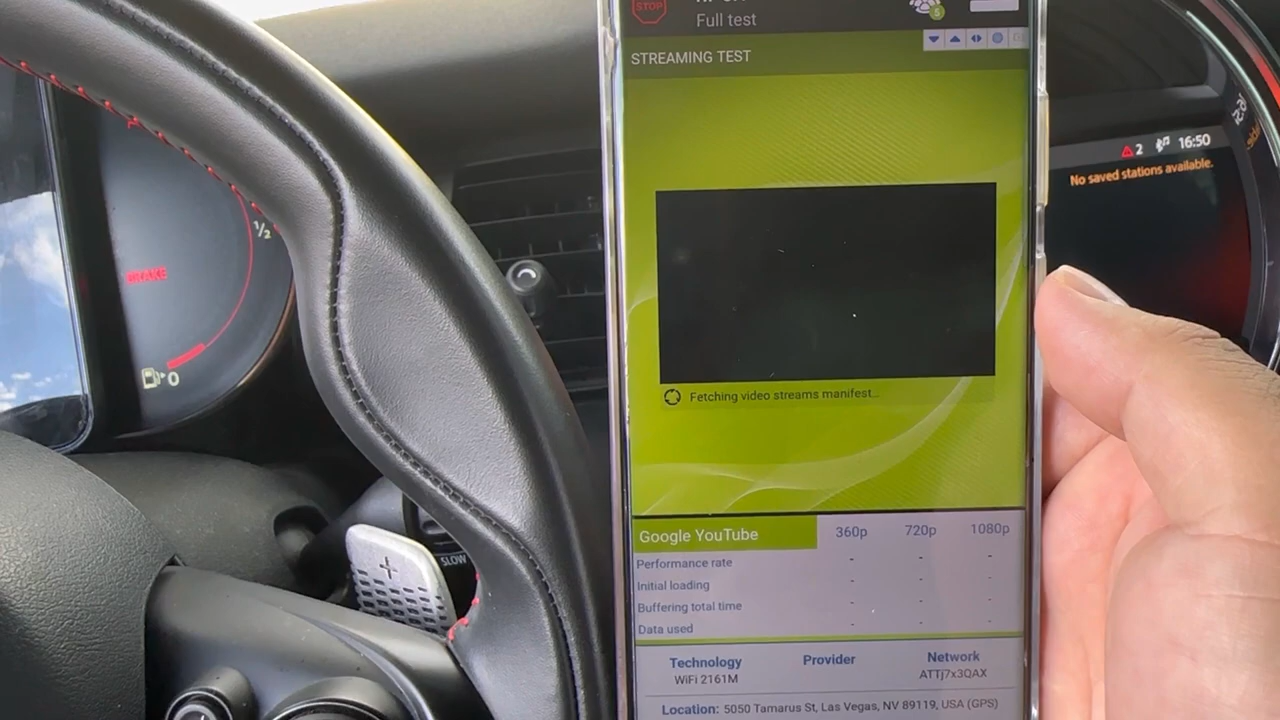 STOP
Full test
5
STREAMING TEST
2 16:50
No saved stations available.
1/2
BRAKE
0
Fetching video streams manifest...
Google YouTube 360p 720p 1080p
Performance rate - - -
Initial loading - - -
Buffering total time - - -
Data used - - -
+
SLOW
Technology Provider Network
WiFi 2161M ATTj7x3QAX
Location: 5050 Tamarus St, Las Vegas, NV 89119, USA (GPS)